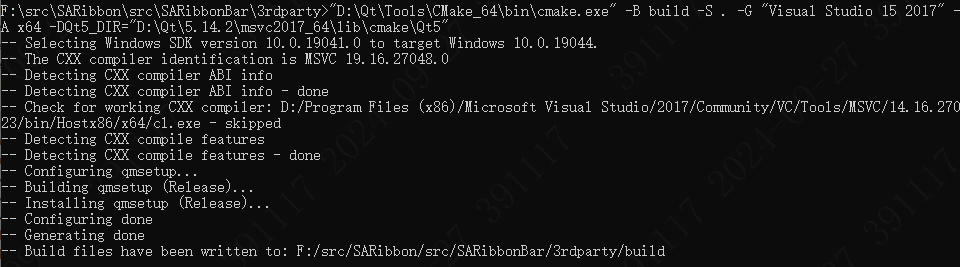 F:\src\SARibbon\src\SARibbonBar\3rdparty>"D:\Qt\Tools\CMake_64\bin\cmake.exe" -B build -S . -G "Visual Studio 15 2017" -
A x64 -DQt5_DIR="D:\Qt\5.14.2\msvc2017_64\lib\cmake\Qt5"
-- Selecting Windows SDK version 10.0.19041.0 to target Windows 10.0.19044.
-- The CXX compiler identification is MSVC 19.16.27048.0
-- Detecting CXX compiler ABI info
-- Detecting CXX compiler ABI info - done
-- Check for working CXX compiler: D:/Program Files (x86)/Microsoft Visual Studio/2017/Community/VC/Tools/MSVC/14.16.270
23/bin/Hostx86/x64/cl.exe - skipped
-- Detecting CXX compile features
-- Detecting CXX compile features - done
-- Configuring qmsetup...
-- Building qmsetup (Release)...
-- Installing qmsetup (Release)...
-- Configuring done
-- Generating done
-- Build files have been written to: F:/src/SARibbon/src/SARibbonBar/3rdparty/build